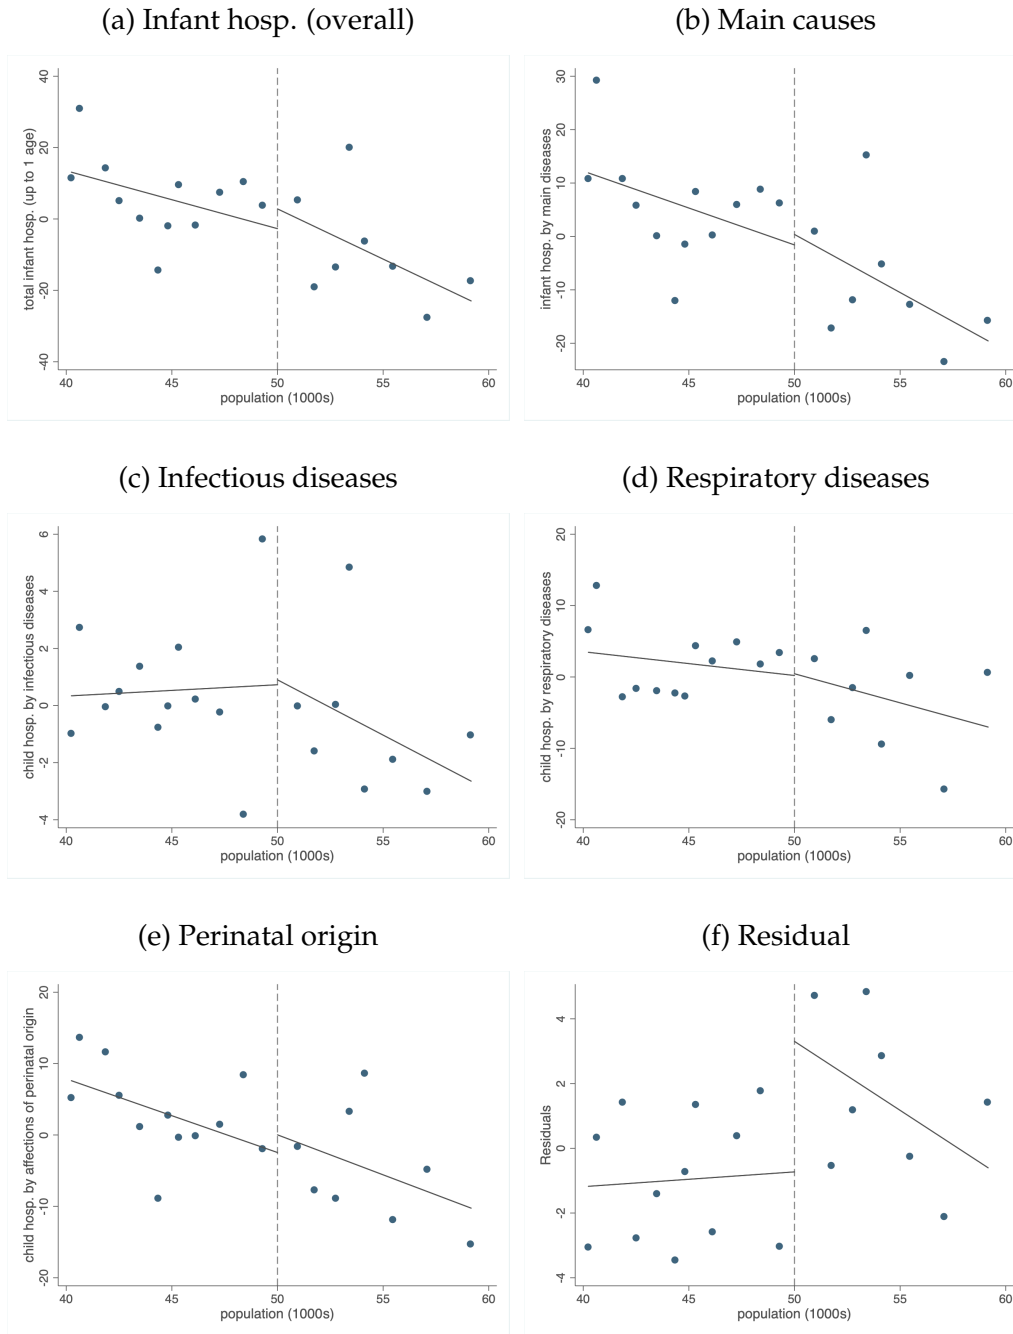 (a) Infant hosp. (overall)
(b) Main causes
total infant hosp. (up to 1 age)
40
20
0
-20
-40
40 45 50 55 60
population (1000s)
infant hosp. by main diseases
30
20
10
0
-10
-20
40 45 50 55 60
population (1000s)
(c) Infectious diseases
(d) Respiratory diseases
child hosp. by infectious diseases
6
4
2
0
-2
-4
40 45 50 55 60
population (1000s)
child hosp. by respiratory diseases
20
10
0
-10
-20
40 45 50 55 60
population (1000s)
(e) Perinatal origin
(f) Residual
child hosp. by affections of perinatal origin
20
10
0
-10
-20
40 45 50 55 60
population (1000s)
Residuals
4
2
0
-2
-4
40 45 50 55 60
population (1000s)